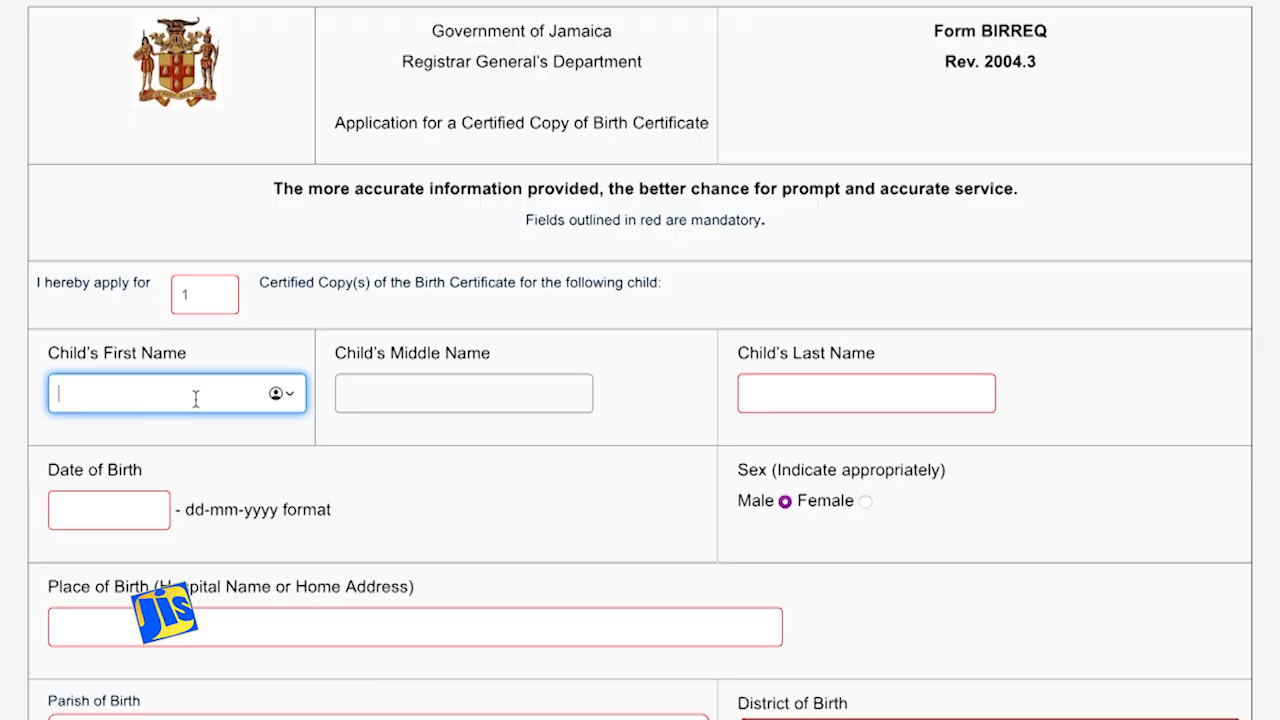 Government of Jamaica
Registrar General's Department
Application for a Certified Copy of Birth Certificate
Form BIRREQ
Rev. 2004.3
The more accurate information provided, the better chance for prompt and accurate service.
Fields outlined in red are mandatory.
I hereby apply for 1 Certified Copy(s) of the Birth Certificate for the following child:
Child's First Name
Child's Middle Name
Child's Last Name
Date of Birth
- dd-mm-yyyy format
Sex (Indicate appropriately)
Male Female
Place of Birth (Hospital Name or Home Address)
jis
Parish of Birth
District of Birth